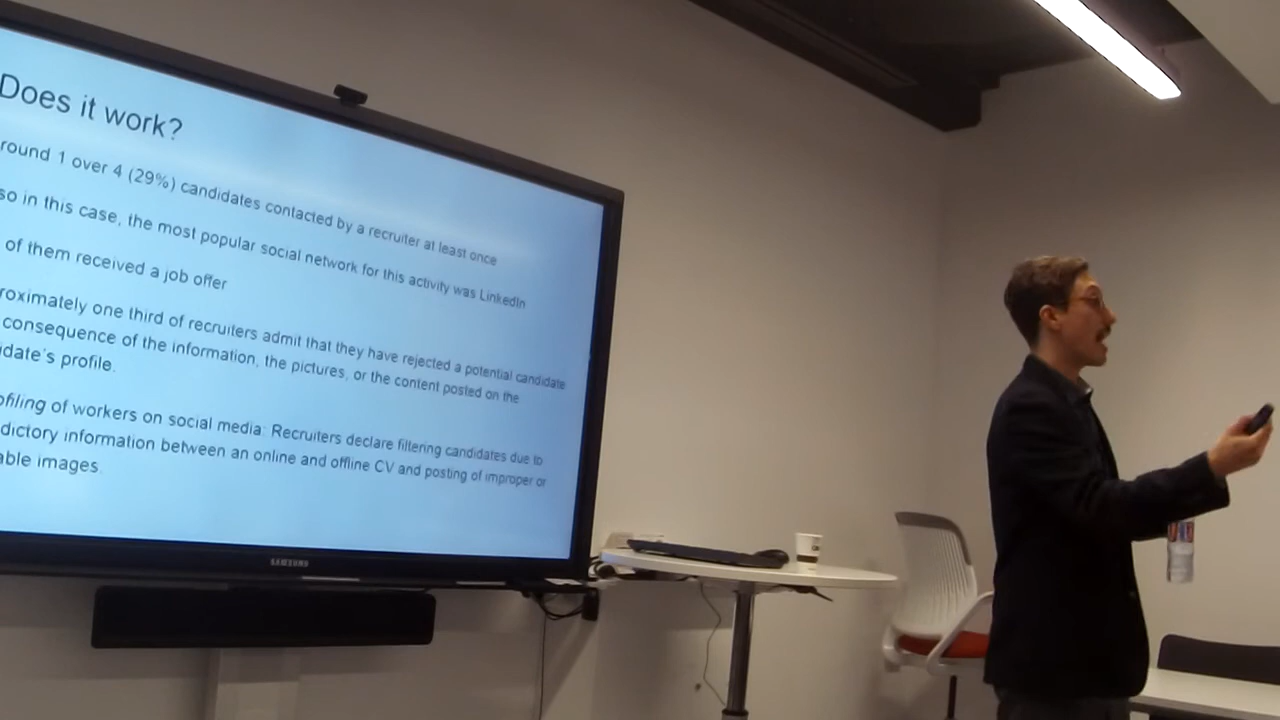 Does it work?
round 1 over 4 (29%) candidates contacted by a recruiter at least once
so in this case, the most popular social network for this activity was LinkedIn
of them received a job offer
roximately one third of recruiters admit that they have rejected a potential candidate
consequence of the information, the pictures, or the content posted on the
idate's profile.
ofiling of workers on social media: Recruiters declare filtering candidates due to
dictory information between an online and offline CV and posting of improper or
able images.
SAMSUNG